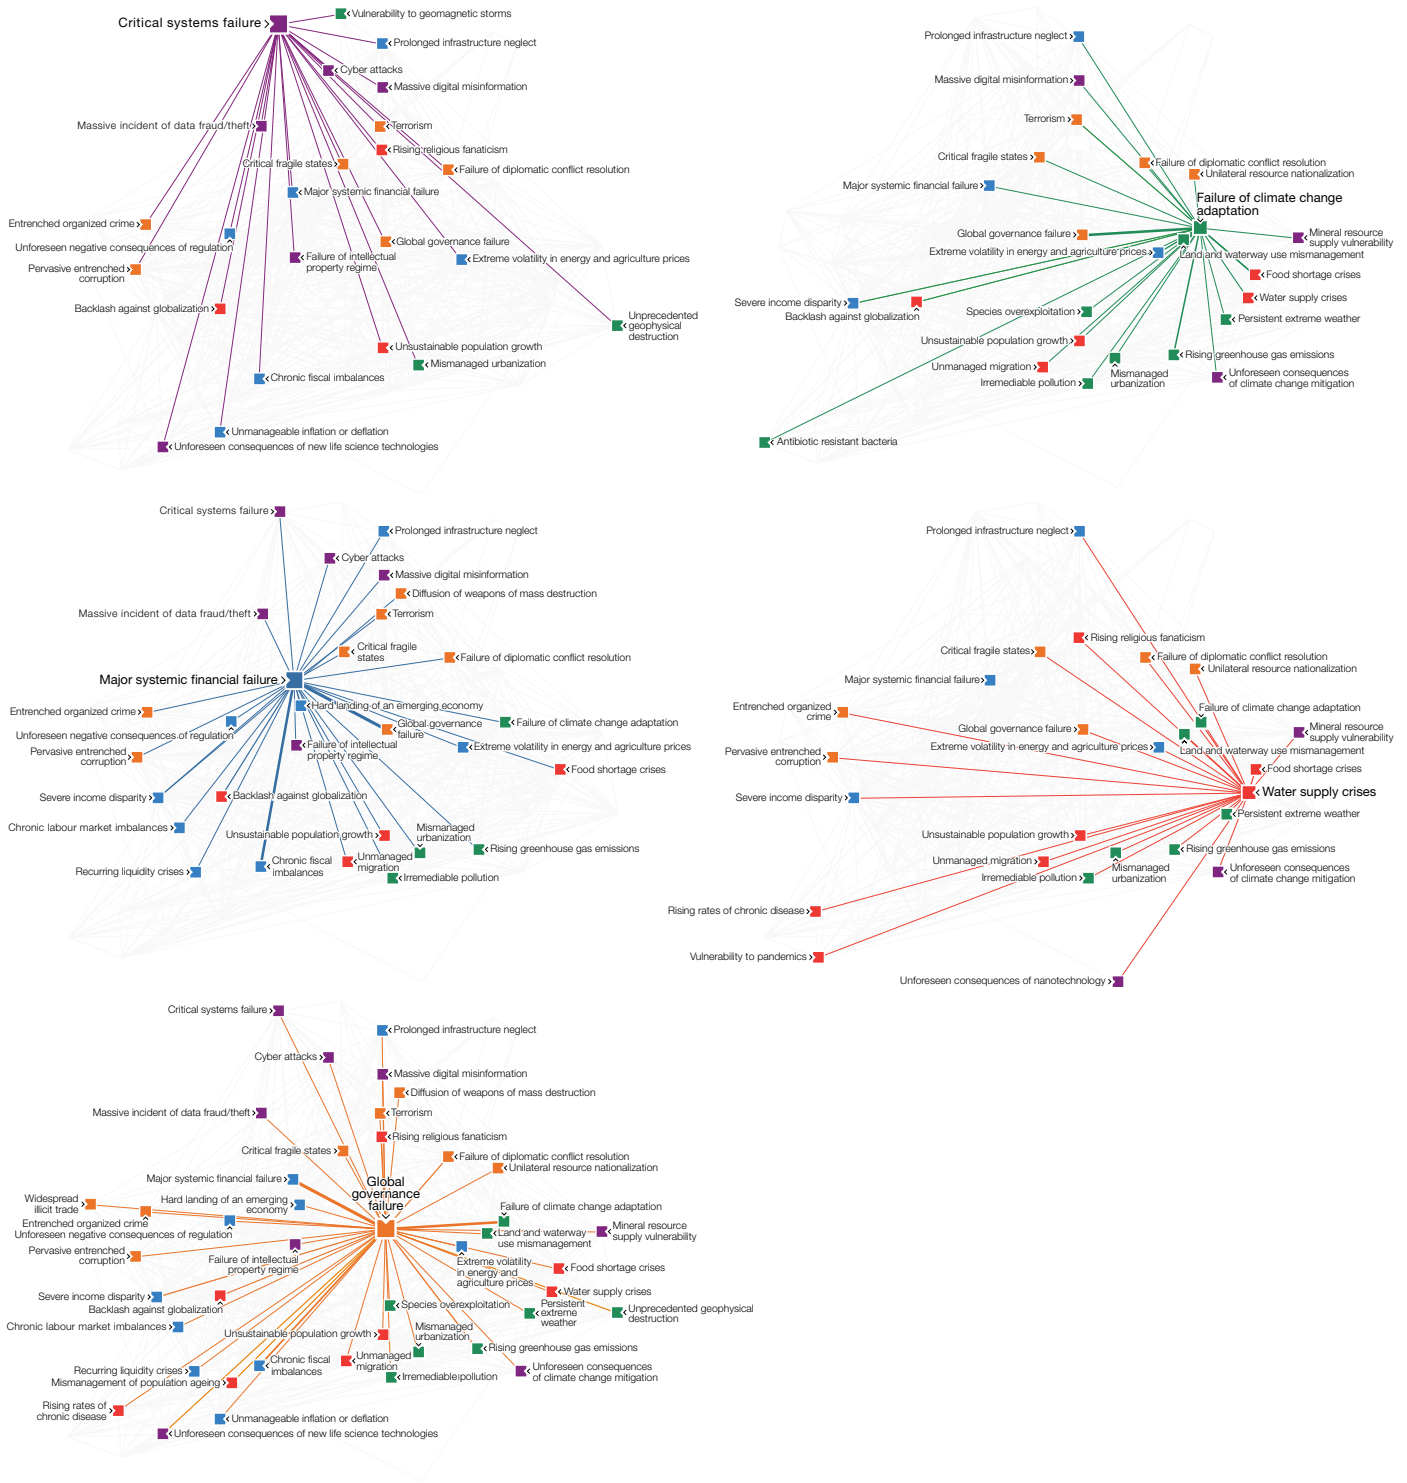 Critical systems failure
Vulnerability to geomagnetic storms
Prolonged infrastructure neglect
Cyber attacks
Massive digital misinformation
Massive incident of data fraud/theft
Terrorism
Rising religious fanaticism
Critical fragile states
Failure of diplomatic conflict resolution
Major systemic financial failure
Entrenched organized crime
Unforeseen negative consequences of regulation
Global governance failure
Pervasive entrenched
corruption
Failure of intellectual
property regime
Extreme volatility in energy and agriculture prices
Backlash against globalization
Unprecedented
geophysical
destruction
Unsustainable population growth
Mismanaged urbanization
Chronic fiscal imbalances
Unmanageable inflation or deflation
Unforeseen consequences of new life science technologies
Prolonged infrastructure neglect
Massive digital misinformation
Terrorism
Critical fragile states
Failure of diplomatic conflict resolution
Unilateral resource nationalization
Major systemic financial failure
Failure of climate change
adaptation
Global governance failure
Mineral resource
supply vulnerability
Extreme volatility in energy and agriculture prices
Land and waterway use mismanagement
Food shortage crises
Severe income disparity
Backlash against globalization
Water supply crises
Species overexploitation
Persistent extreme weather
Unsustainable population growth
Rising greenhouse gas emissions
Unmanaged migration
Mismanaged
urbanization
Irremediable pollution
Unforeseen consequences
of climate change mitigation
Antibiotic resistant bacteria
Critical systems failure
Prolonged infrastructure neglect
Cyber attacks
Massive digital misinformation
Diffusion of weapons of mass destruction
Massive incident of data fraud/theft
Terrorism
Critical fragile
states
Failure of diplomatic conflict resolution
Major systemic financial failure
Hard landing of an emerging economy
Entrenched organized crime
Failure of climate change adaptation
Unforeseen negative consequences of regulation
Global governance
failure
Pervasive entrenched
corruption
Failure of intellectual
property regime
Extreme volatility in energy and agriculture prices
Food shortage crises
Severe income disparity
Backlash against globalization
Chronic labour market imbalances
Unsustainable population growth
Mismanaged
urbanization
Rising greenhouse gas emissions
Recurring liquidity crises
Chronic fiscal
imbalances
Unmanaged
migration
Irremediable pollution
Prolonged infrastructure neglect
Rising religious fanaticism
Critical fragile states
Failure of diplomatic conflict resolution
Unilateral resource nationalization
Major systemic financial failure
Entrenched organized
crime
Failure of climate change adaptation
Global governance failure
Mineral resource
supply vulnerability
Pervasive entrenched
corruption
Extreme volatility in energy and agriculture prices
Land and waterway use mismanagement
Food shortage crises
Severe income disparity
Water supply crises
Persistent extreme weather
Unsustainable population growth
Rising greenhouse gas emissions
Unmanaged migration
Mismanaged
urbanization
Irremediable pollution
Unforeseen consequences
of climate change mitigation
Rising rates of chronic disease
Vulnerability to pandemics
Unforeseen consequences of nanotechnology
Critical systems failure
Prolonged infrastructure neglect
Cyber attacks
Massive digital misinformation
Diffusion of weapons of mass destruction
Massive incident of data fraud/theft
Terrorism
Rising religious fanaticism
Critical fragile states
Failure of diplomatic conflict resolution
Unilateral resource nationalization
Major systemic financial failure
Global
governance
failure
Widespread
illicit trade
Hard landing of an emerging
economy
Entrenched organized crime
Unforeseen negative consequences of regulation
Failure of climate change adaptation
Land and waterway
use mismanagement
Mineral resource
supply vulnerability
Pervasive entrenched
corruption
Failure of intellectual
property regime
Extreme volatility
in energy and
agriculture prices
Food shortage crises
Severe income disparity
Backlash against globalization
Water supply crises
Species overexploitation
Persistent
extreme
weather
Unprecedented geophysical
destruction
Chronic labour market imbalances
Unsustainable population growth
Mismanaged
urbanization
Rising greenhouse gas emissions
Recurring liquidity crises
Chronic fiscal
imbalances
Unmanaged
migration
Mismanagement of population ageing
Irremediable pollution
Unforeseen consequences
of climate change mitigation
Rising rates of
chronic disease
Unmanageable inflation or deflation
Unforeseen consequences of new life science technologies